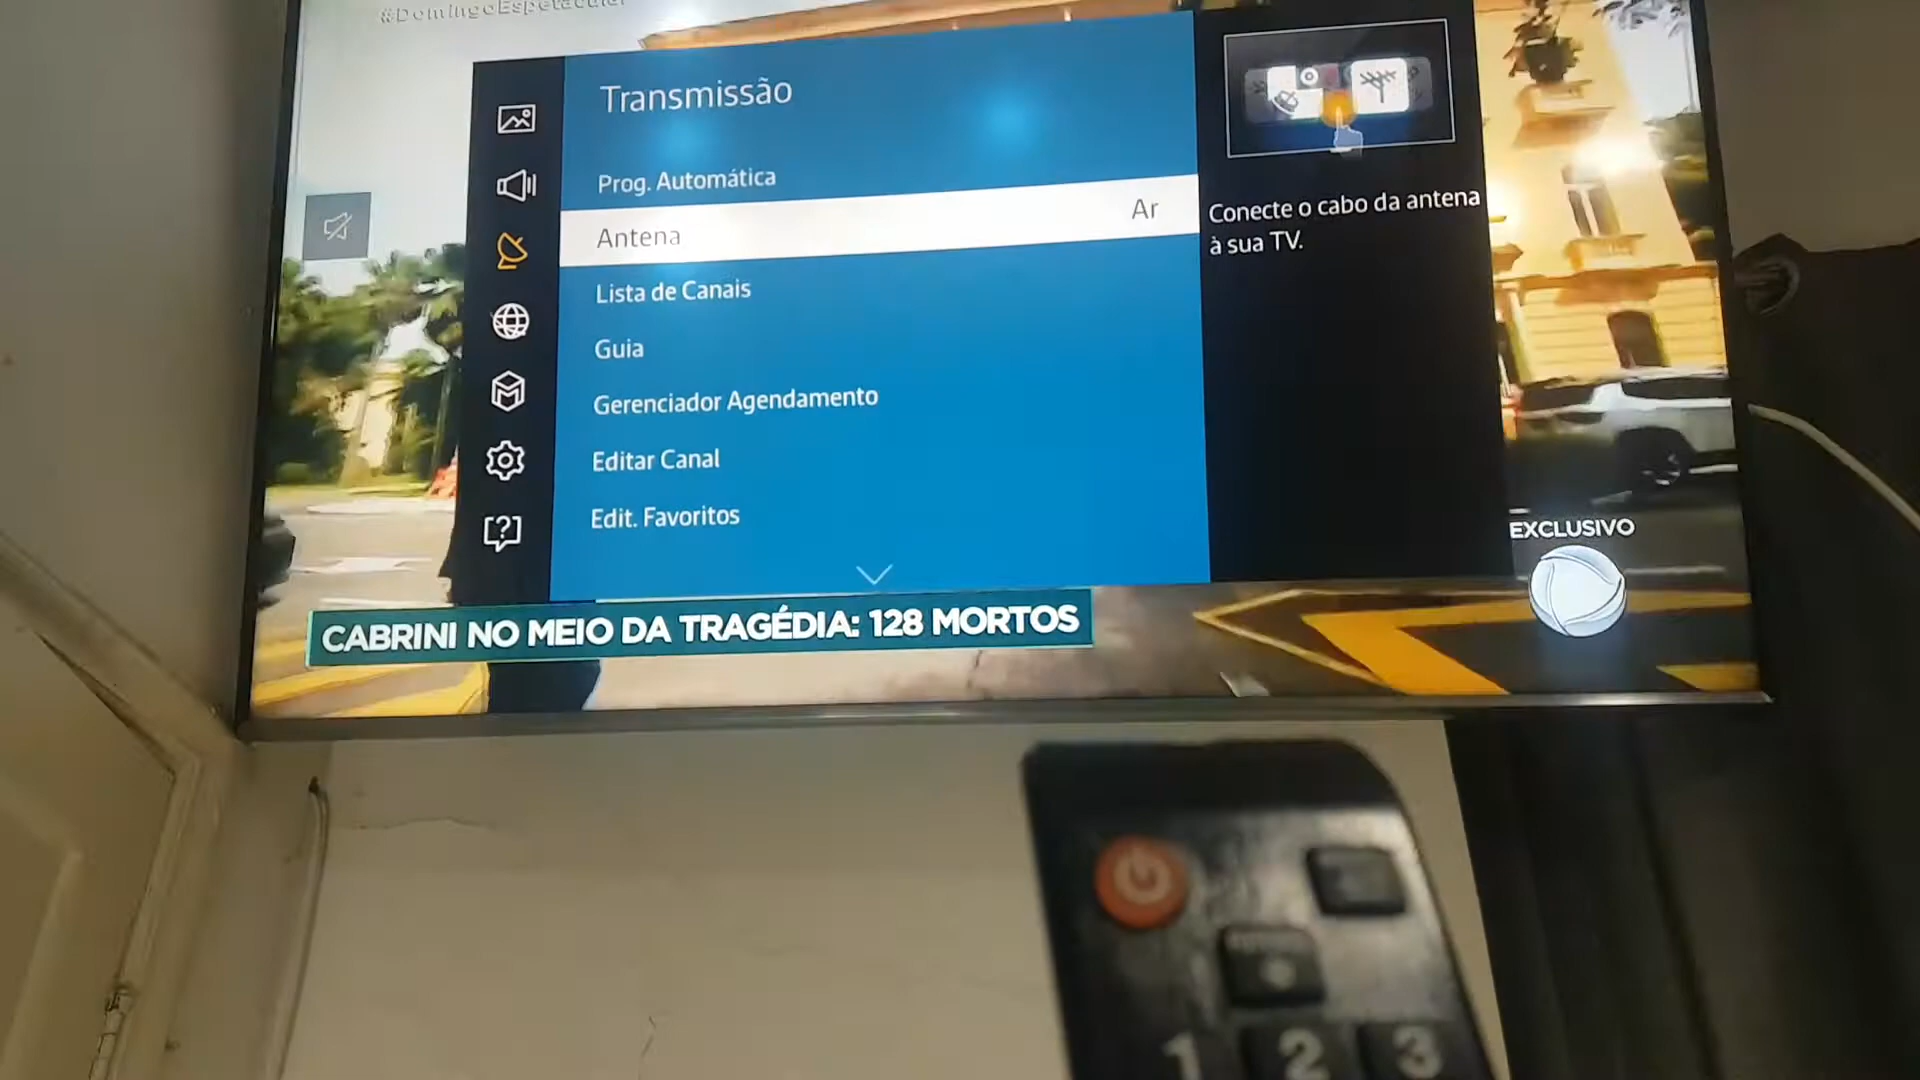 #DomingoEspetacular
Transmissão
Prog. Automática
Antena Ar
Lista de Canais
Guia
Gerenciador Agendamento
Editar Canal
Edit. Favoritos
Conecte o cabo da antena
à sua TV.
EXCLUSIVO
CABRINI NO MEIO DA TRAGÉDIA: 128 MORTOS
1 2 3